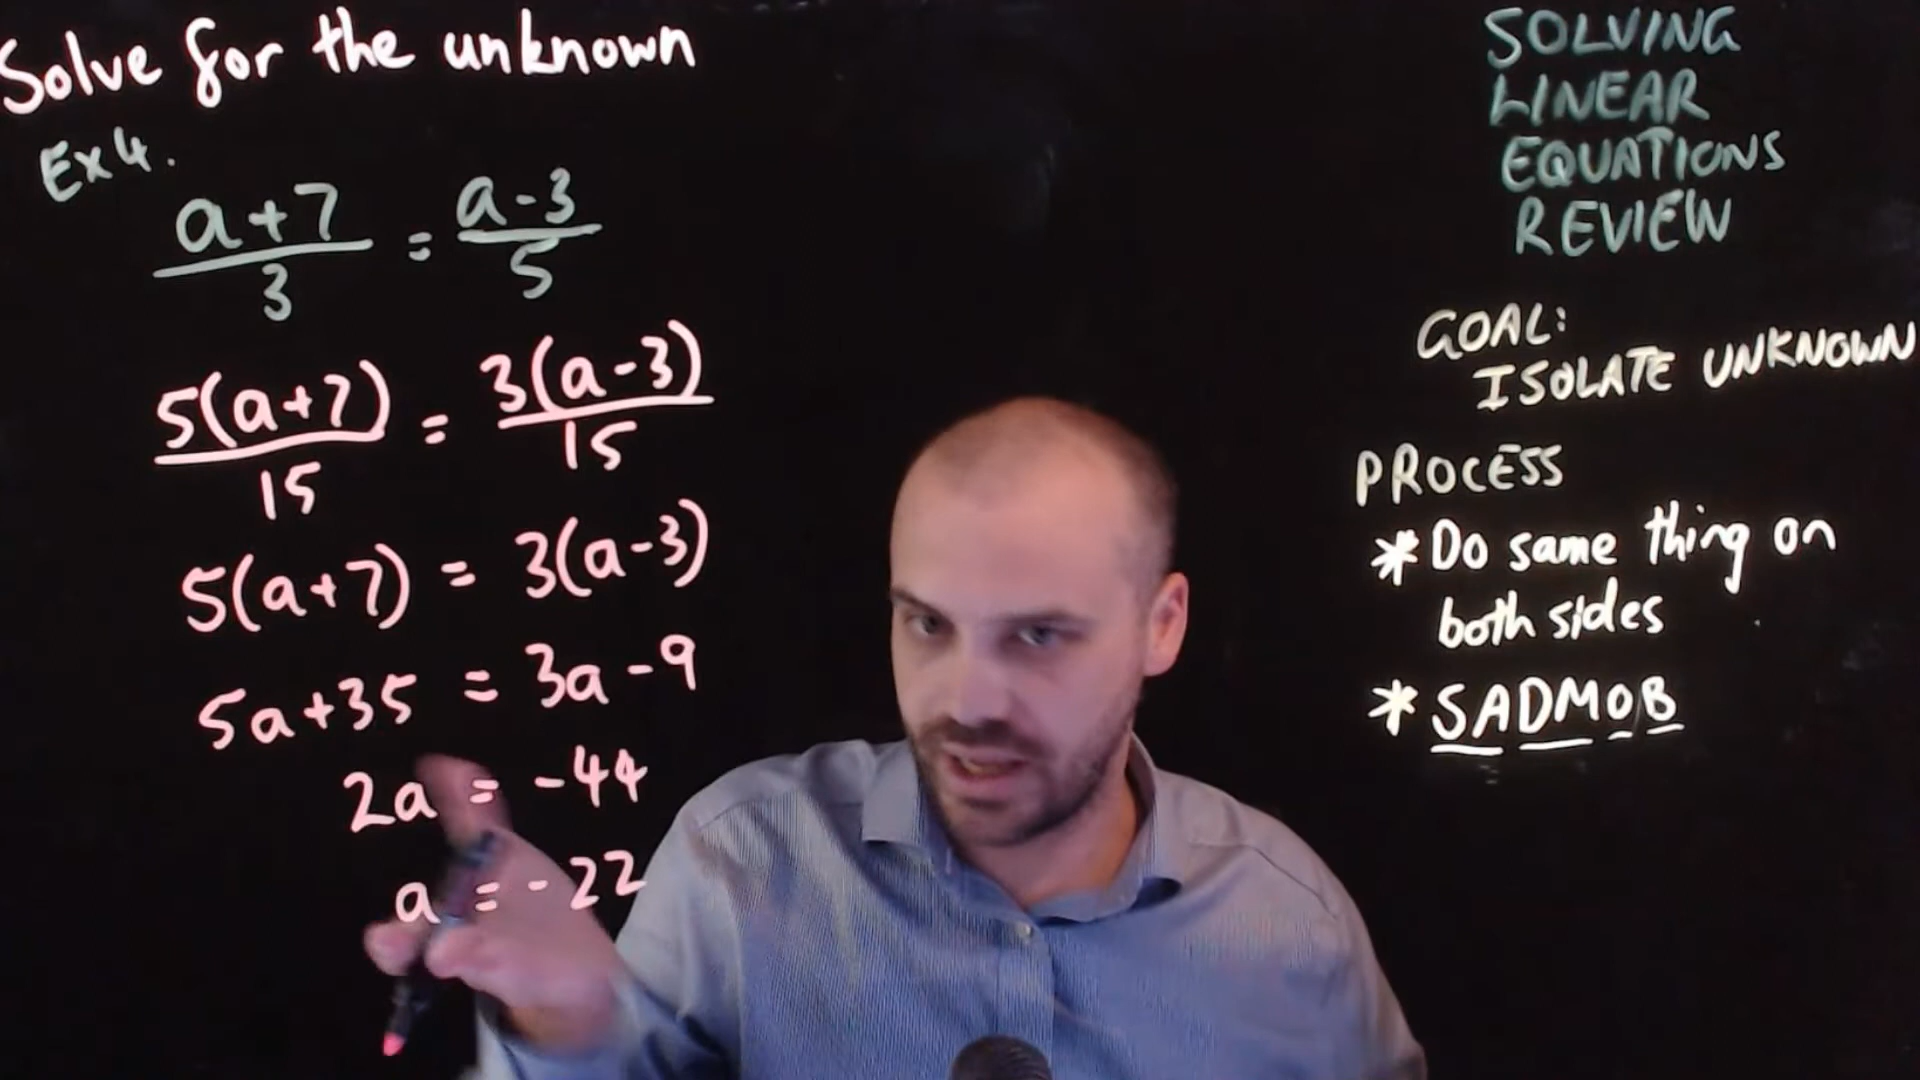 Solve for the unknown
Ex 4.
a+7/3 = a-3/5
5(a+7)/15 = 3(a-3)/15
5(a+7) = 3(a-3)
5a+35 = 3a-9
2a = -44
a = -22
SOLVING
LINEAR
EQUATIONS
REVIEW
GOAL:
ISOLATE UNKNOWN
PROCESS
* Do same thing on
both sides
* SADMOB